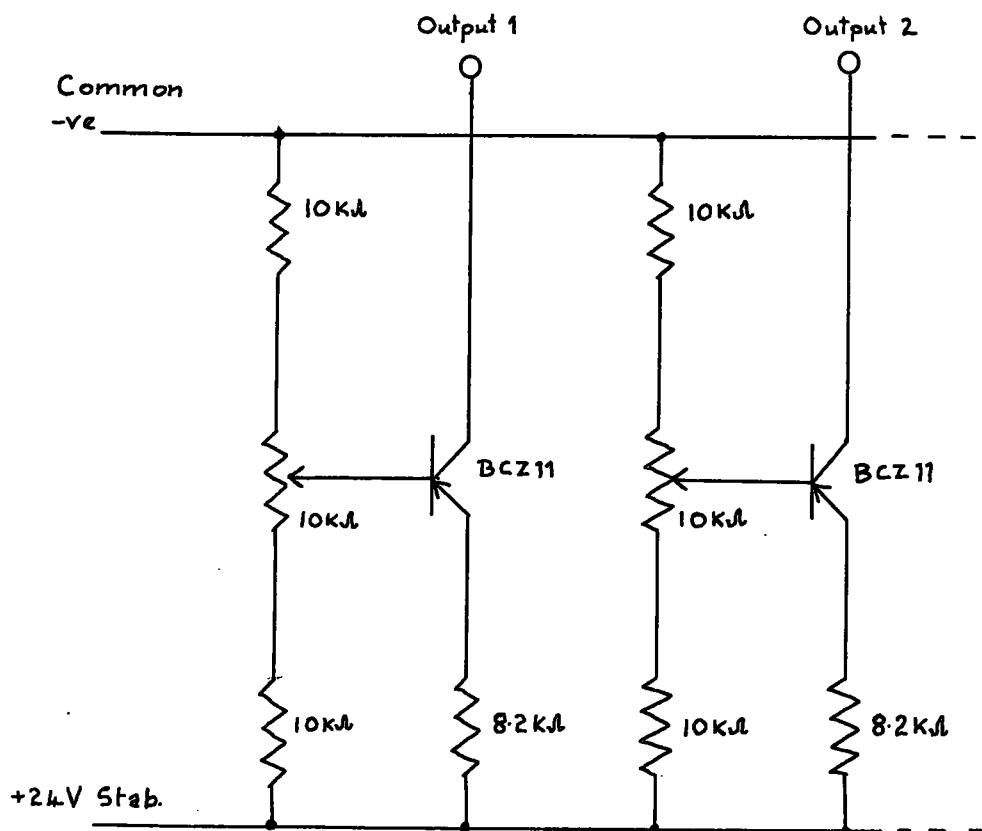 Output 1
Output 2
Common
-ve
10KΩ
10KΩ
BCZ11
BCZ11
10KΩ
10KΩ
10KΩ
8.2KΩ
10KΩ
8.2KΩ
+24V Stab.